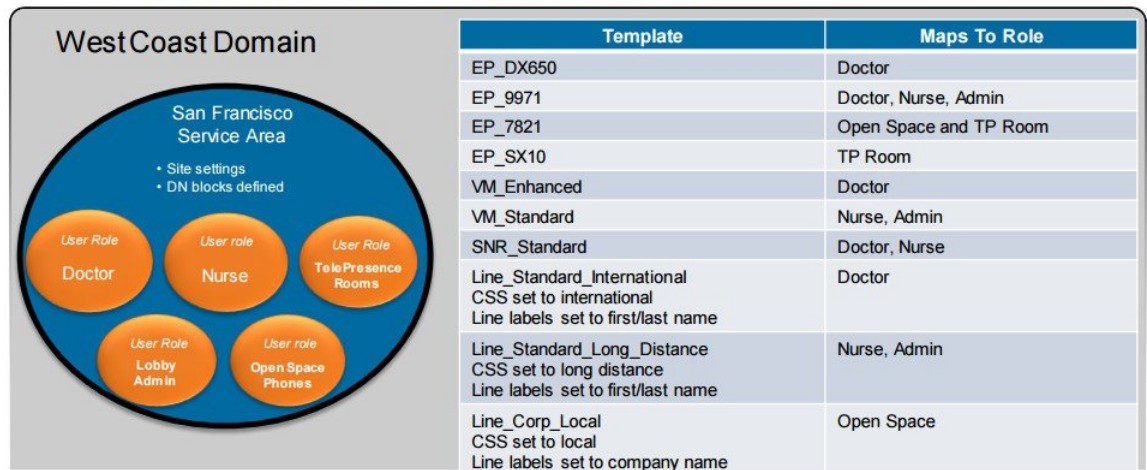 West Coast Domain
San Francisco
Service Area
• Site settings
• DN blocks defined
User Role
Doctor
User role
Nurse
User Role
TelePresence
Rooms
User Role
Lobby
Admin
User role
Open Space
Phones
Template Maps To Role
EP_DX650 Doctor
EP_9971 Doctor, Nurse, Admin
EP_7821 Open Space and TP Room
EP_SX10 TP Room
VM_Enhanced Doctor
VM_Standard Nurse, Admin
SNR_Standard Doctor, Nurse
Line_Standard_International Doctor
CSS set to international
Line labels set to first/last name
Line_Standard_Long_Distance Nurse, Admin
CSS set to long distance
Line labels set to first/last name
Line_Corp_Local Open Space
CSS set to local
Line labels set to company name